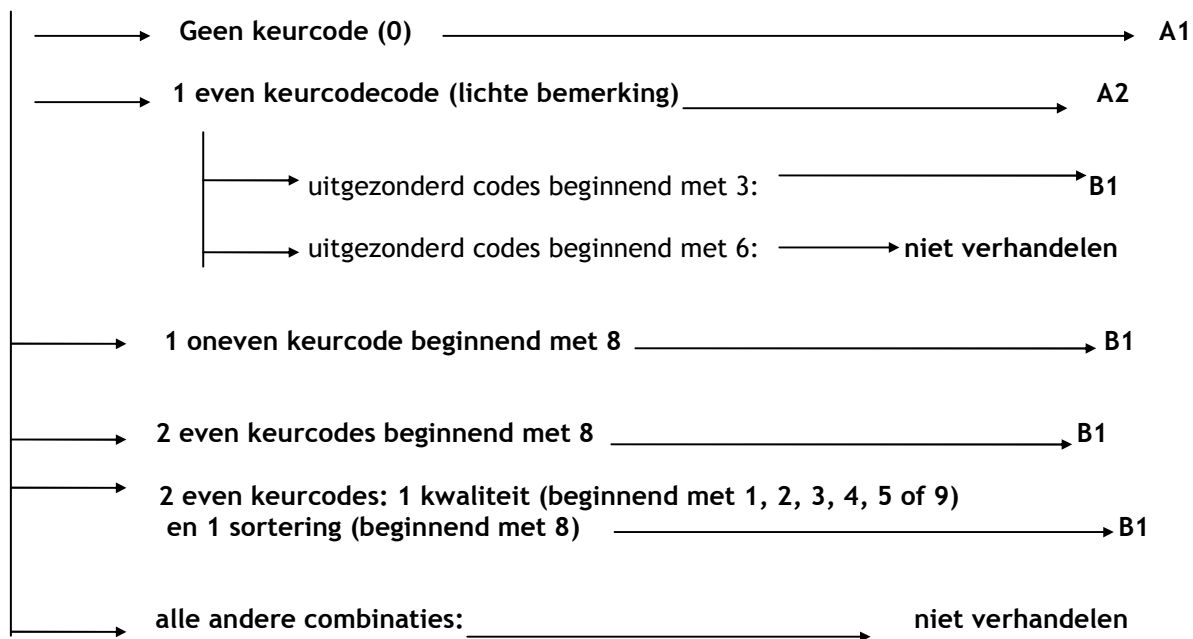 Geen keurcode (0) A1
1 even keurcodecode (lichte bemerking) A2
uitgezonderd codes beginnend met 3: B1
uitgezonderd codes beginnend met 6: niet verhandelen
1 oneven keurcode beginnend met 8 B1
2 even keurcodes beginnend met 8 B1
2 even keurcodes: 1 kwaliteit (beginnend met 1, 2, 3, 4, 5 of 9)
en 1 sortering (beginnend met 8) B1
alle andere combinaties: niet verhandelen